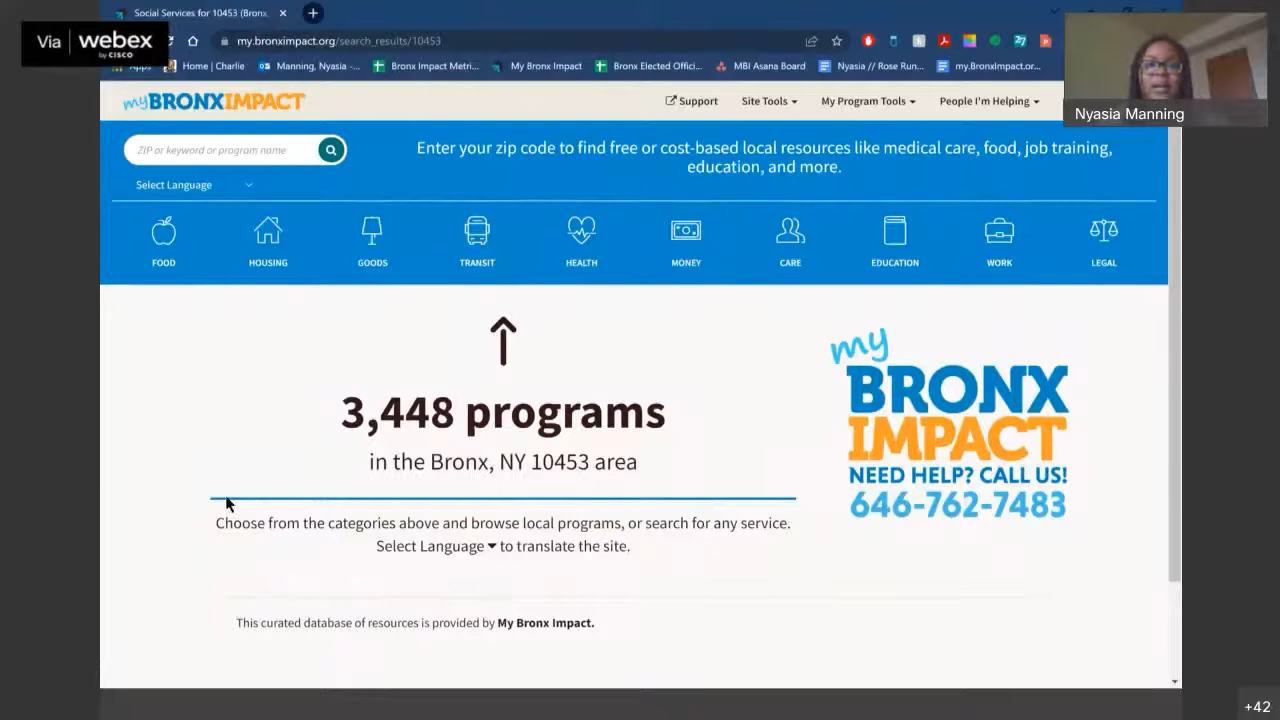 Social Services for 10453 (Bronx,
Via webex
by CISCO
my.bronximpact.org/search_results/10453
Apps
Home | Charlie
Manning, Nyasia -...
Bronx Impact Metri...
My Bronx Impact
Bronx Elected Offici...
MBI Asana Board
Nyasia // Rose Run...
my.BronxImpact.or...
Nyasia Manning
myBRONXIMPACT
Support
Site Tools
My Program Tools
People I'm Helping
ZIP or keyword or program name
Enter your zip code to find free or cost-based local resources like medical care, food, job training,
education, and more.
Select Language
FOOD
HOUSING
GOODS
TRANSIT
HEALTH
MONEY
CARE
EDUCATION
WORK
LEGAL
3,448 programs
in the Bronx, NY 10453 area
Choose from the categories above and browse local programs, or search for any service.
Select Language to translate the site.
my
BRONX
IMPACT
NEED HELP? CALL US!
646-762-7483
This curated database of resources is provided by My Bronx Impact.
+42